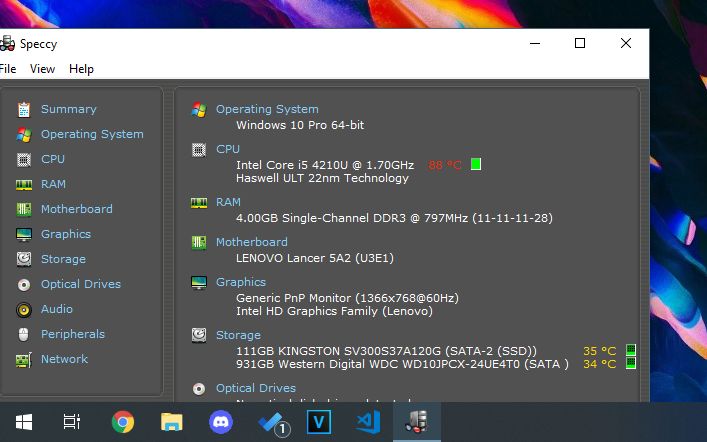 Speccy
File View Help
Summary
Operating System
CPU
RAM
Motherboard
Graphics
Storage
Optical Drives
Audio
Peripherals
Network
Operating System
Windows 10 Pro 64-bit
CPU
Intel Core i5 4210U @ 1.70GHz 88 °C
Haswell ULT 22nm Technology
RAM
4.00GB Single-Channel DDR3 @ 797MHz (11-11-11-28)
Motherboard
LENOVO Lancer 5A2 (U3E1)
Graphics
Generic PnP Monitor (1366x768@60Hz)
Intel HD Graphics Family (Lenovo)
Storage
111GB KINGSTON SV300S37A120G (SATA-2 (SSD)) 35 °C
931GB Western Digital WDC WD10JPCX-24UE4T0 (SATA ) 34 °C
Optical Drives
1
V